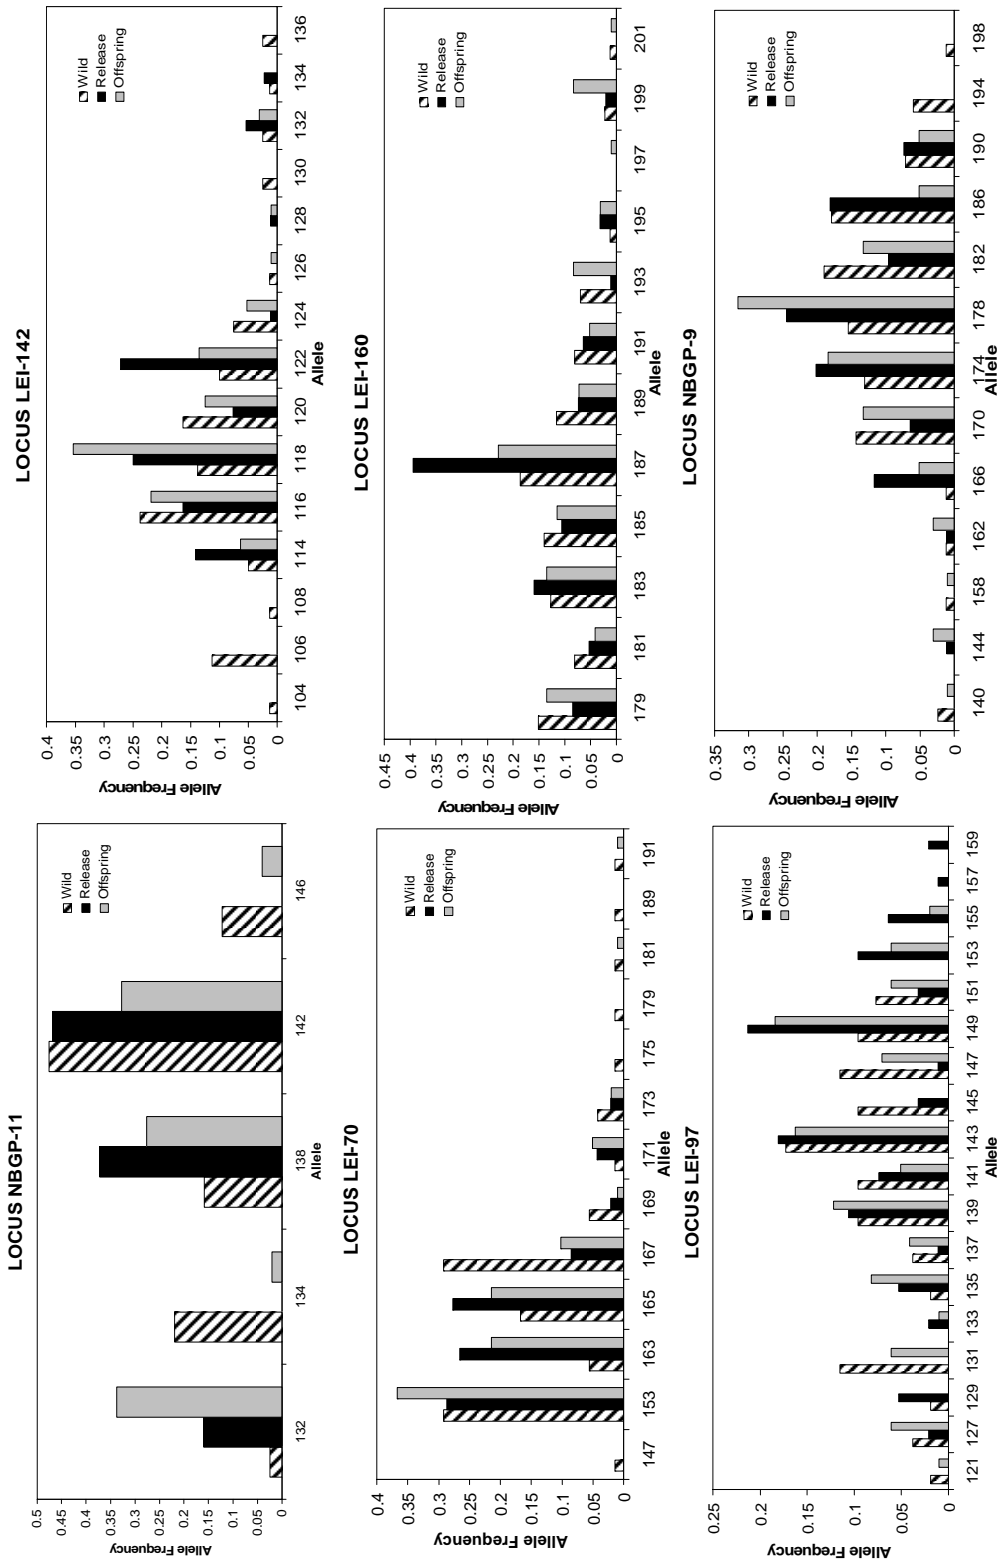 LOCUS NBGP-11
Allele Frequency
0.5
0.45
0.4
0.35
0.3
0.25
0.2
0.15
0.1
0.05
0
Wild
Release
Offspring
132 134 138 142 146
Allele
LOCUS LEI-142
Allele Frequency
0.4
0.35
0.3
0.25
0.2
0.15
0.1
0.05
0
Wild
Release
Offspring
104 106 108 114 116 118 120 122 124 126 128 130 132 134 136
Allele
LOCUS LEI-70
Allele Frequency
0.4
0.35
0.3
0.25
0.2
0.15
0.1
0.05
0
Wild
Release
Offspring
147 153 163 165 167 169 171 173 175 179 181 189 191
Allele
LOCUS LEI-160
Allele Frequency
0.45
0.4
0.35
0.3
0.25
0.2
0.15
0.1
0.05
0
Wild
Release
Offspring
179 181 183 185 187 189 191 193 195 197 199 201
Allele
LOCUS LEI-97
Allele Frequency
0.25
0.2
0.15
0.1
0.05
0
Wild
Release
Offspring
121 127 129 131 133 135 137 139 141 143 145 147 149 151 153 155 157 159
Allele
LOCUS NBGP-9
Allele Frequency
0.35
0.3
0.25
0.2
0.15
0.1
0.05
0
Wild
Release
Offspring
140 144 158 162 166 170 174 178 182 186 190 194 198
Allele